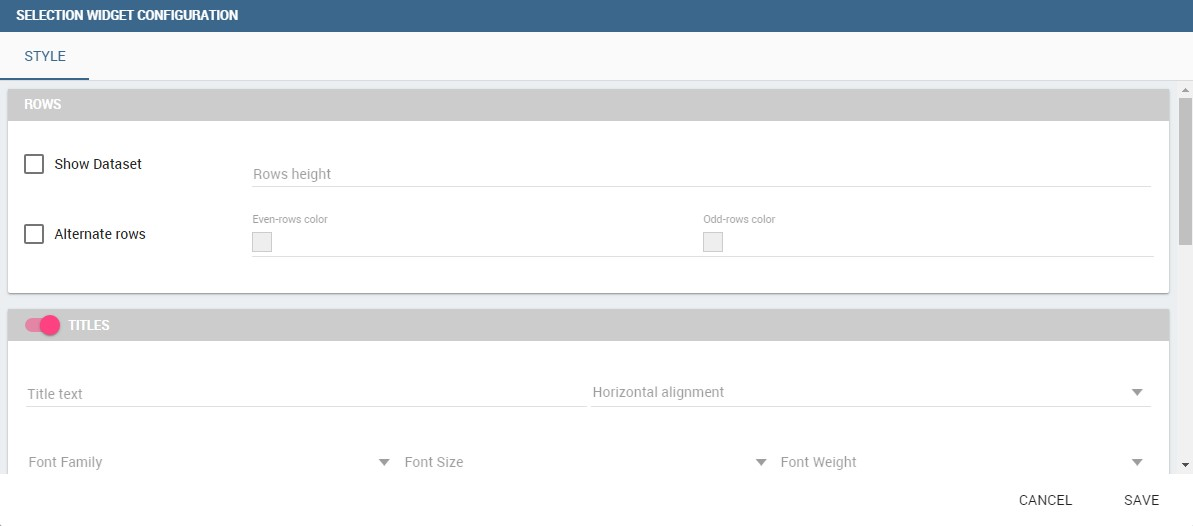 SELECTION WIDGET CONFIGURATION
STYLE
ROWS
Show Dataset
Rows height
Alternate rows
Even-rows color
Odd-rows color
TITLES
Title text
Horizontal alignment
Font Family
Font Size
Font Weight
CANCEL
SAVE